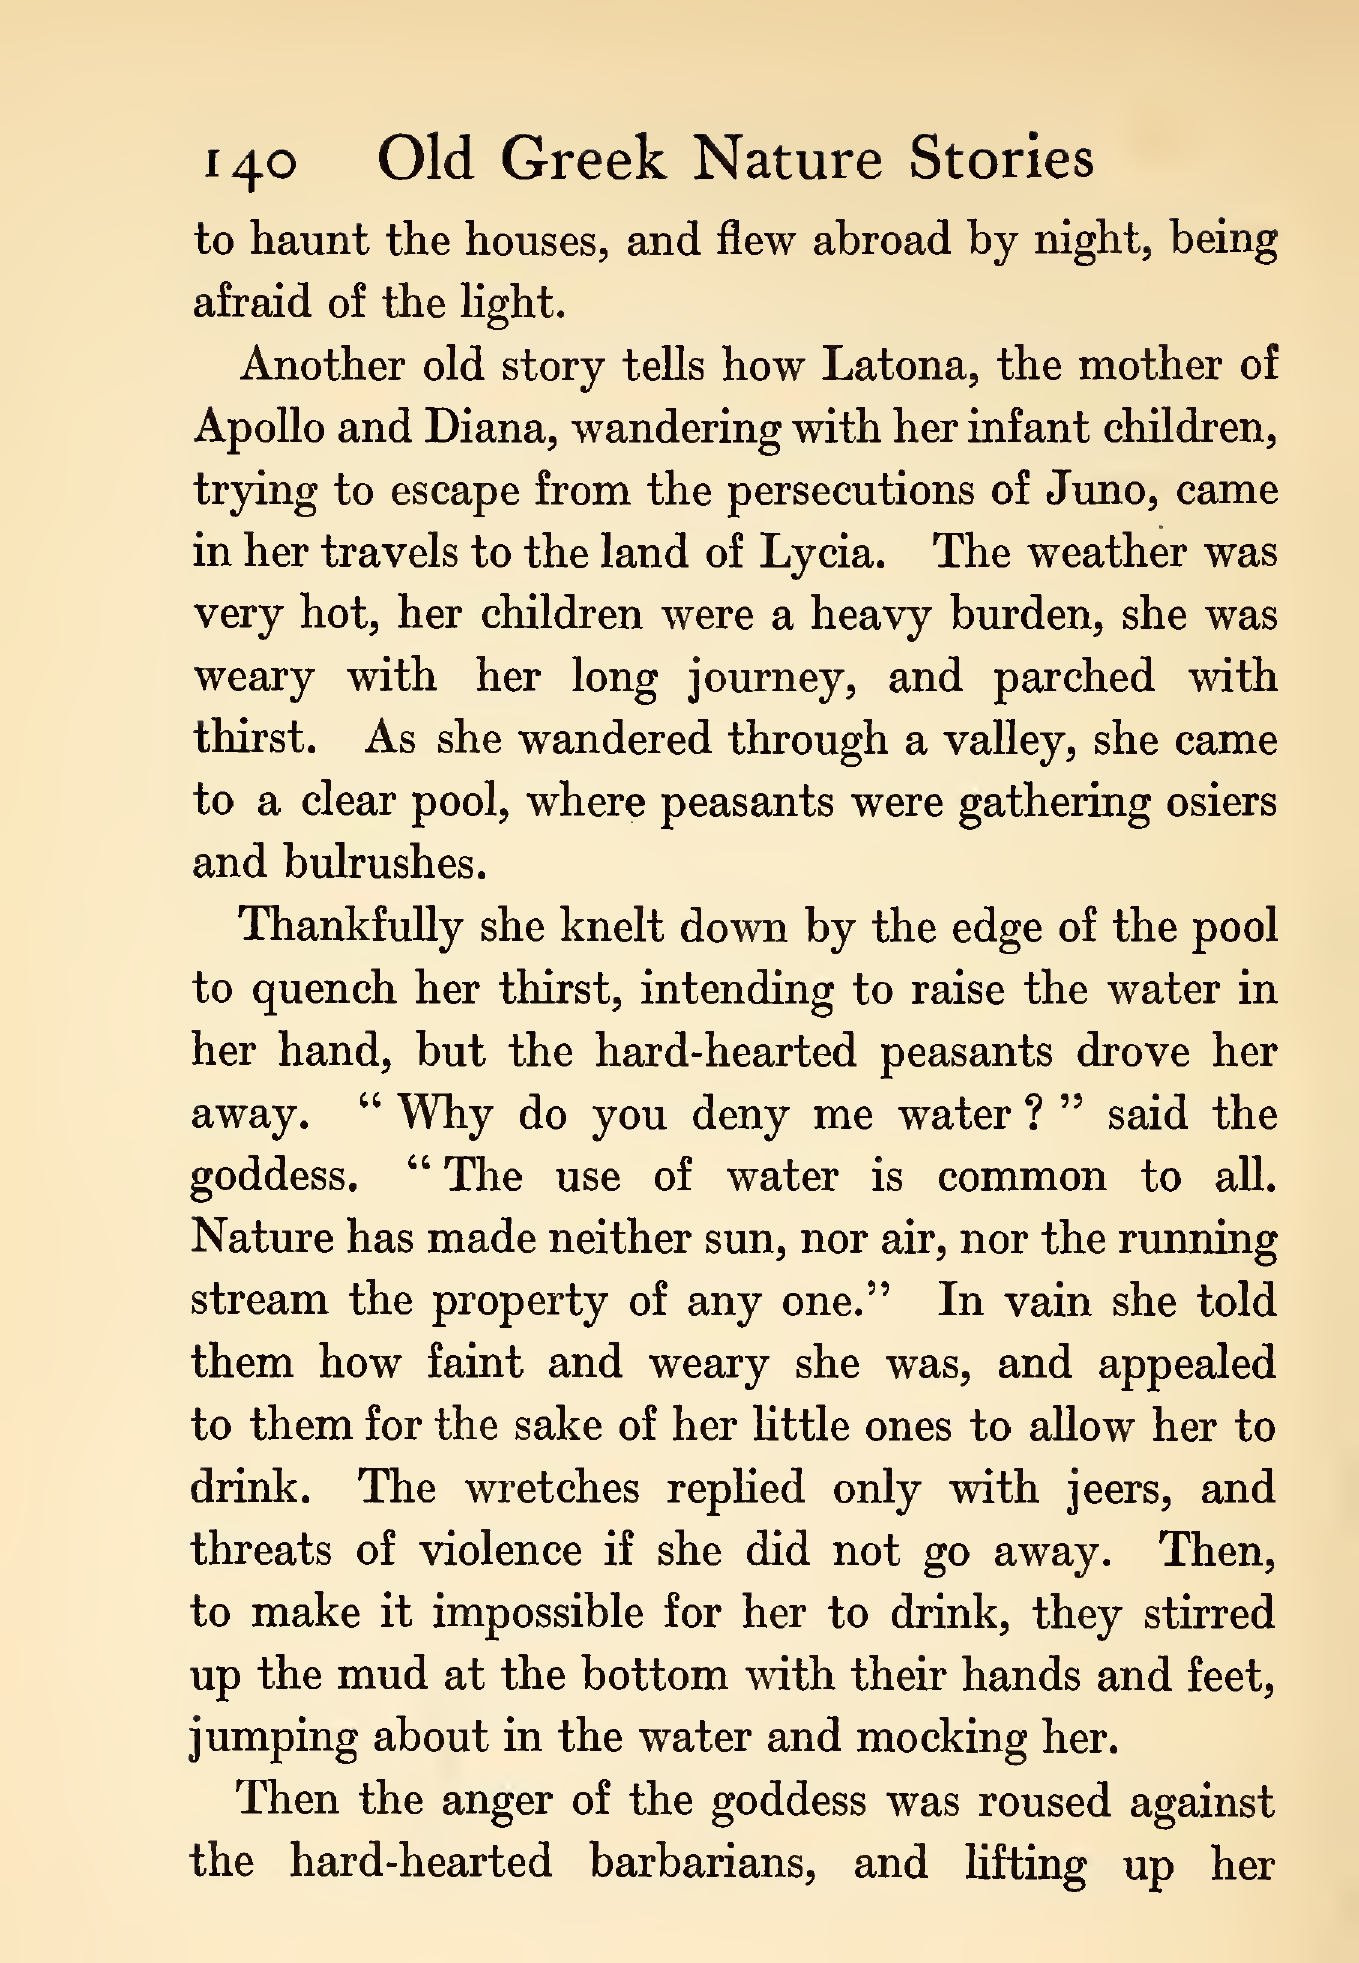 140 Old Greek Nature Stories
to haunt the houses, and flew abroad by night, being
afraid of the light.
Another old story tells how Latona, the mother of
Apollo and Diana, wandering with her infant children,
trying to escape from the persecutions of Juno, came
in her travels to the land of Lycia. The weather was
very hot, her children were a heavy burden, she was
weary with her long journey, and parched with
thirst. As she wandered through a valley, she came
to a clear pool, where peasants were gathering osiers
and bulrushes.
Thankfully she knelt down by the edge of the pool
to quench her thirst, intending to raise the water in
her hand, but the hard-hearted peasants drove her
away. “ Why do you deny me water ? ” said the
goddess. “ The use of water is common to all.
Nature has made neither sun, nor air, nor the running
stream the property of any one.” In vain she told
them how faint and weary she was, and appealed
to them for the sake of her little ones to allow her to
drink. The wretches replied only with jeers, and
threats of violence if she did not go away. Then,
to make it impossible for her to drink, they stirred
up the mud at the bottom with their hands and feet,
jumping about in the water and mocking her.
Then the anger of the goddess was roused against
the hard-hearted barbarians, and lifting up her